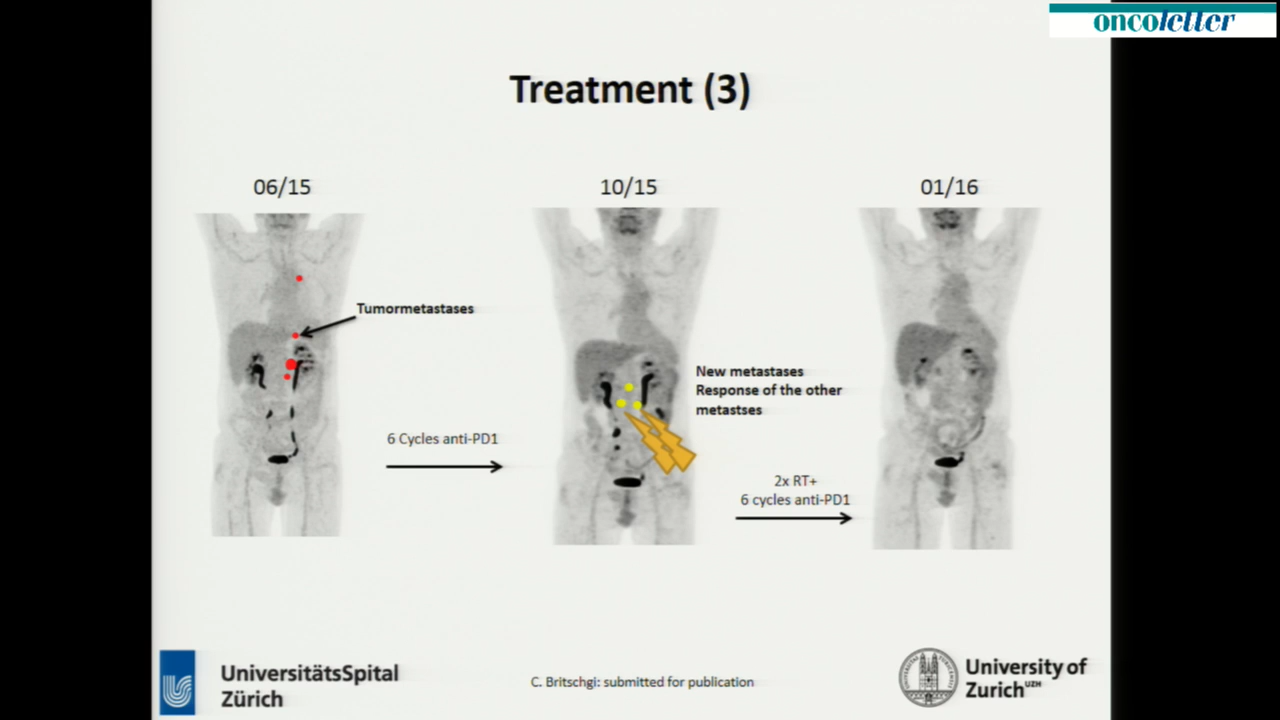 oncoletter
Treatment (3)
06/15
10/15
01/16
Tumormetastases
New metastases
Response of the other
metastses
6 Cycles anti-PD1
2x RT+
6 cycles anti-PD1
UniversitätsSpital
Zürich
C. Britschgi: submitted for publication
University of
Zurich UZH